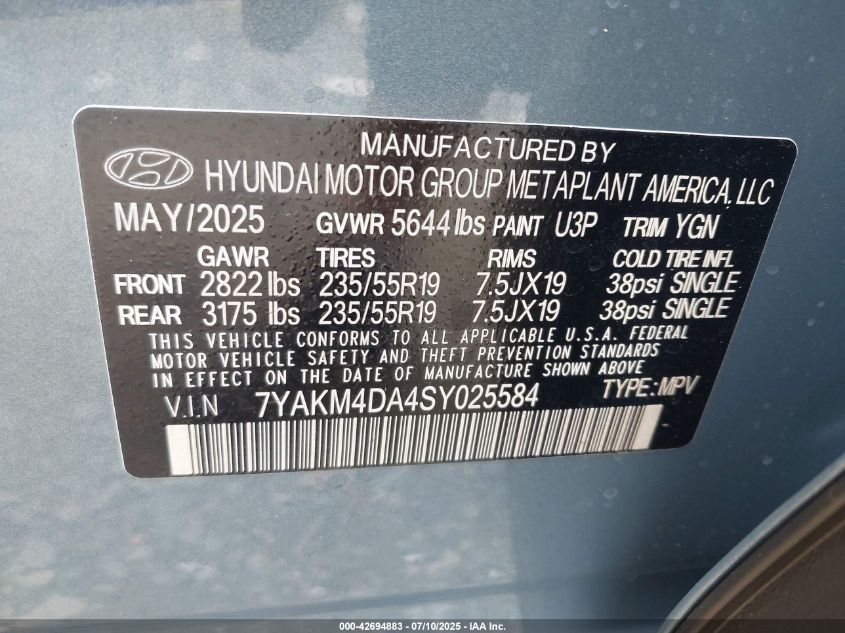 MANUFACTURED BY
HYUNDAI MOTOR GROUP METAPLANT AMERICA, LLC
MAY/2025 GVWR 5644 lbs PAINT U3P TRIM YGN
GAWR TIRES RIMS COLD TIRE INFL
FRONT 2822 lbs 235/55R19 7.5JX19 38psi SINGLE
REAR 3175 lbs 235/55R19 7.5JX19 38psi SINGLE
THIS VEHICLE CONFORMS TO ALL APPLICABLE U.S.A. FEDERAL
MOTOR VEHICLE SAFETY AND THEFT PREVENTION STANDARDS
IN EFFECT ON THE DATE OF MANUFACTURE SHOWN ABOVE
V.I.N 7YAKM4DA4SY025584 TYPE:MPV
000-42694883 - 07/10/2025 - IAA Inc.